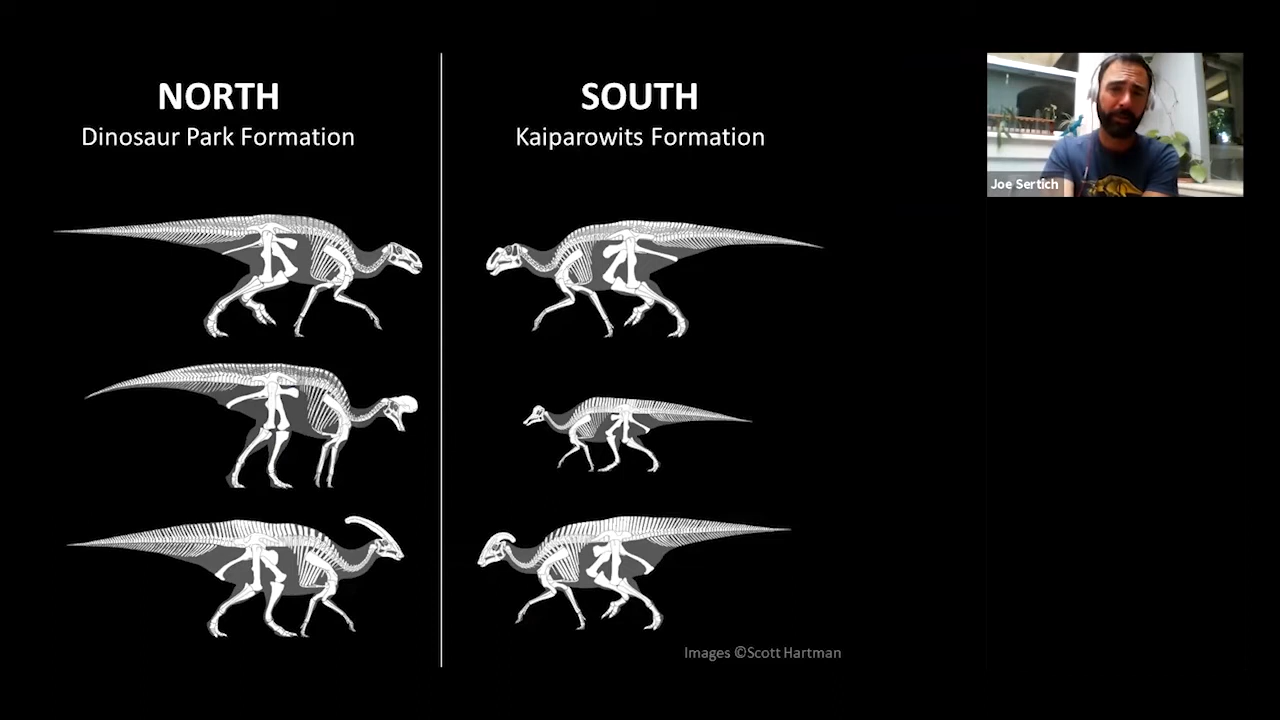 NORTH
Dinosaur Park Formation
SOUTH
Kaiparowits Formation
Joe Sertich
Images ©Scott Hartman